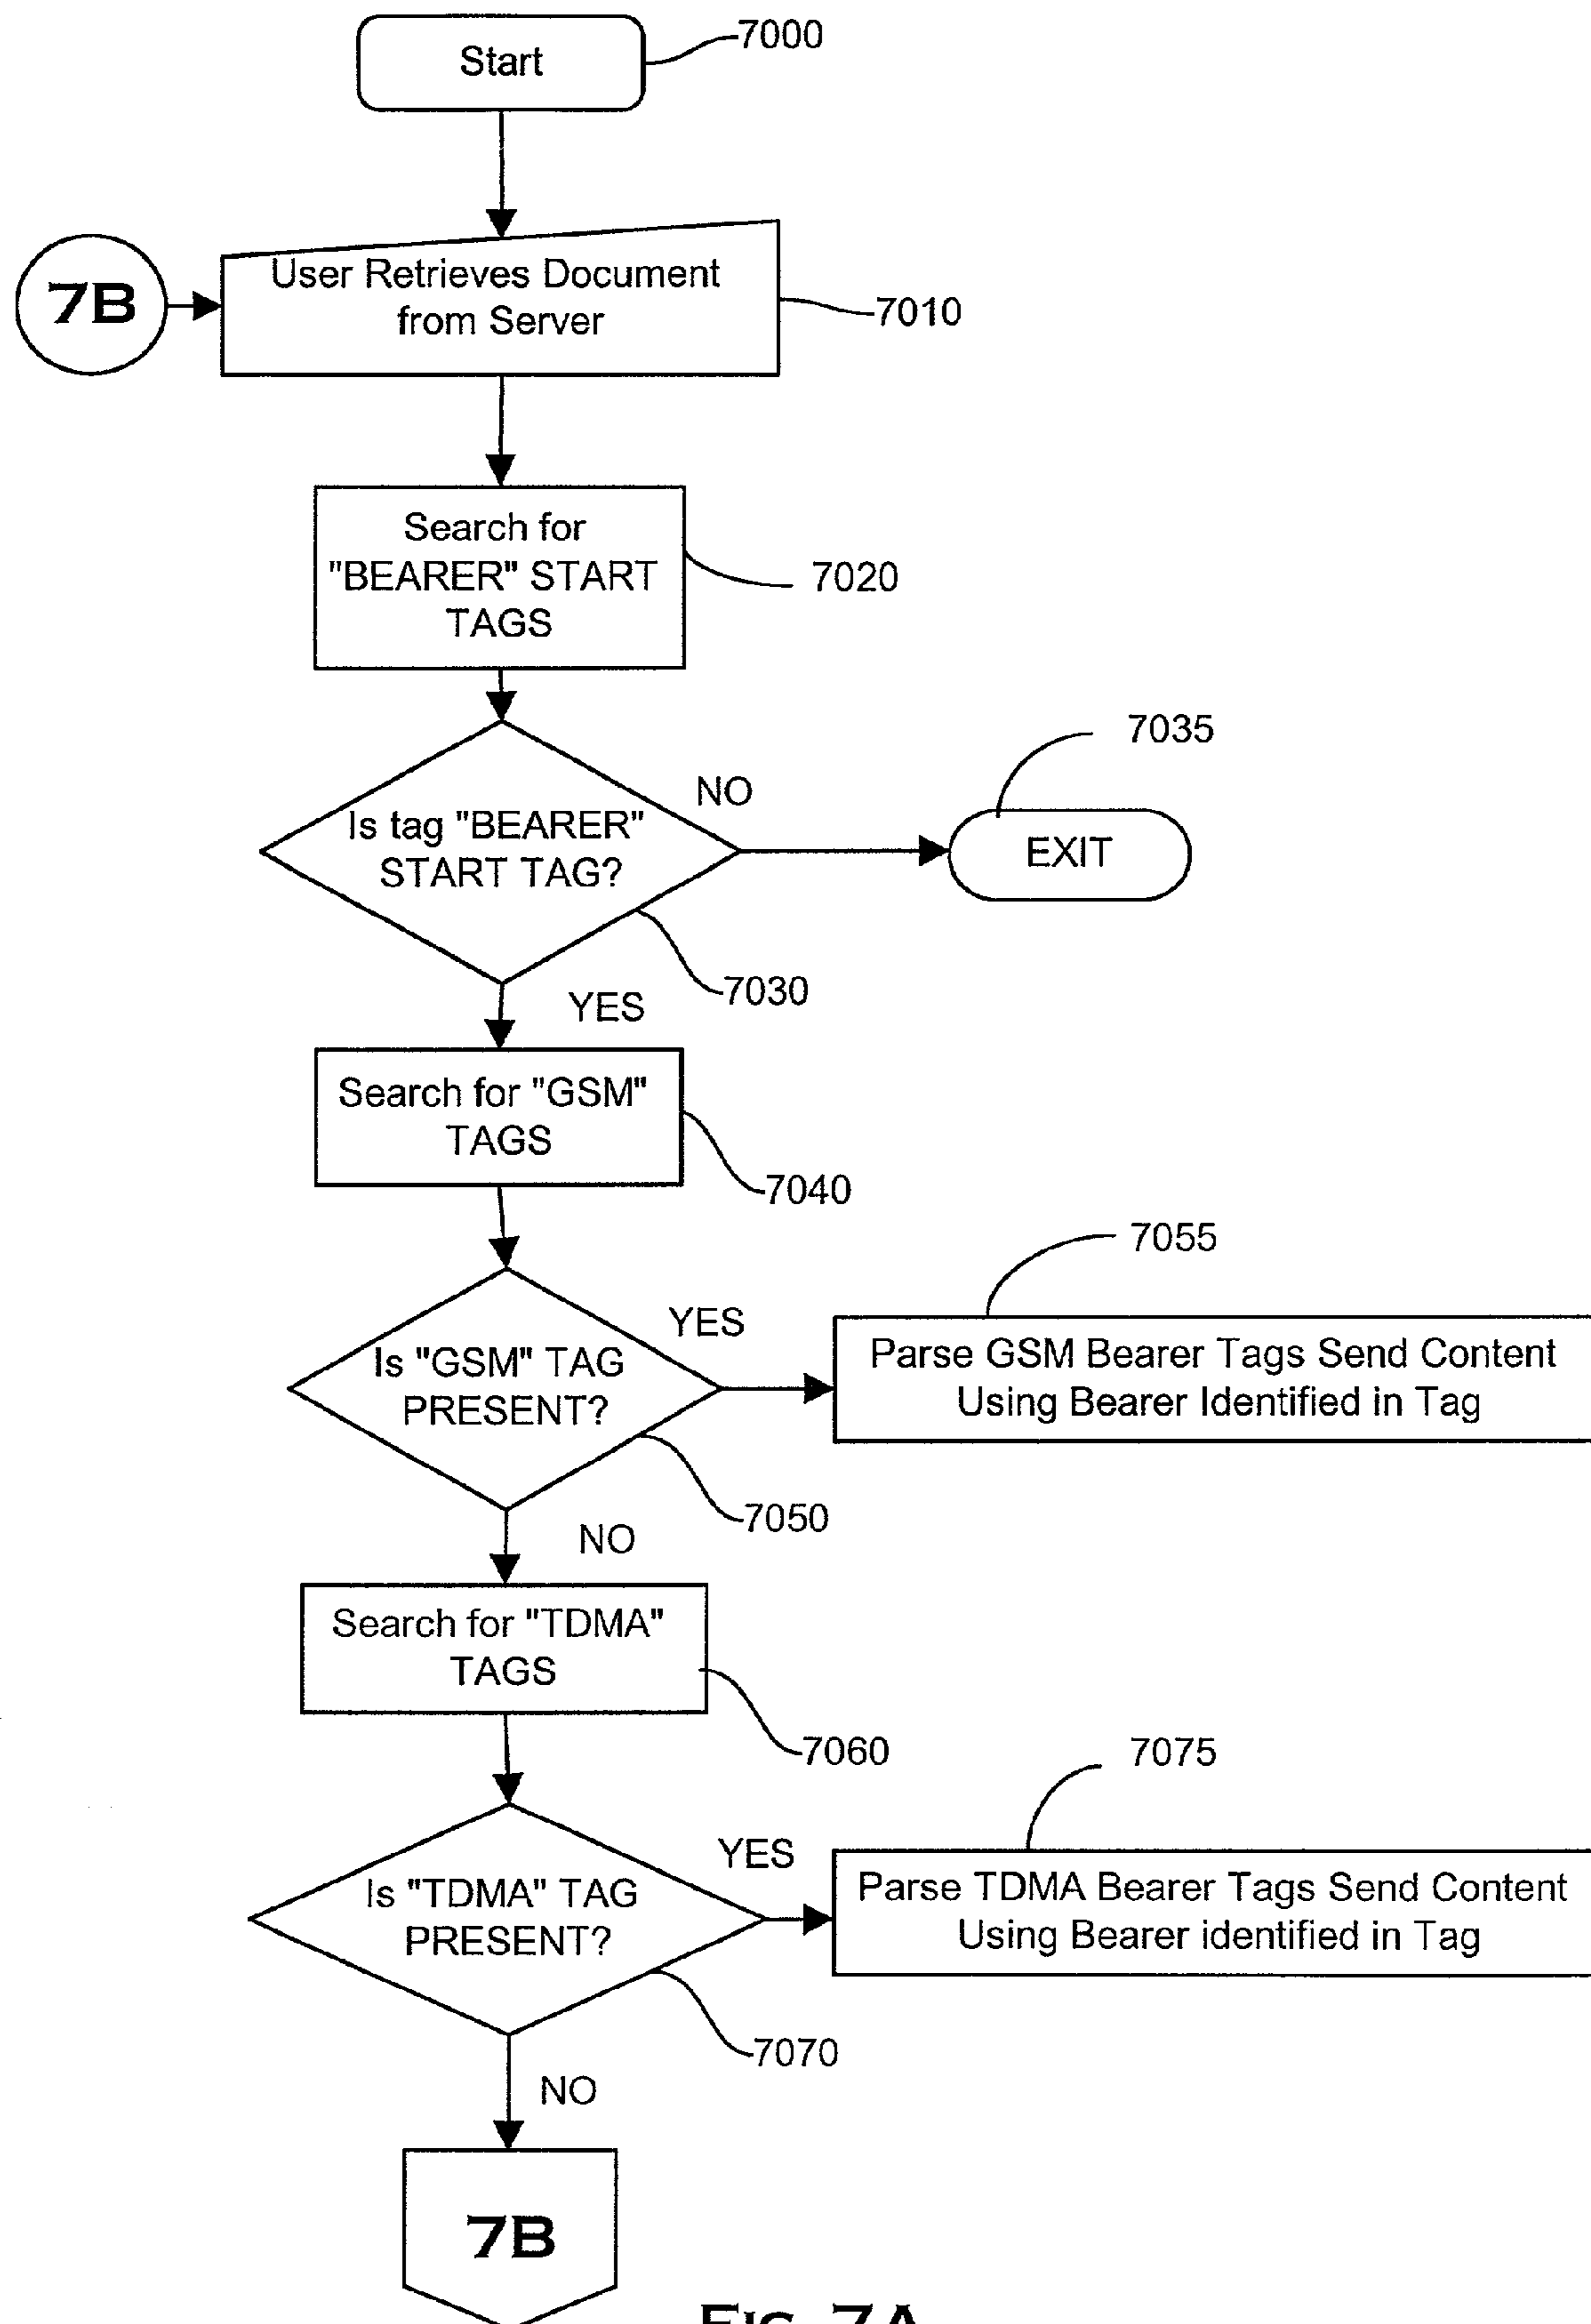 Start
7000
7B
User Retrieves Document
from Server
7010
Search for
"BEARER" START
TAGS
7020
Is tag "BEARER"
START TAG?
NO
7035
EXIT
7030
YES
Search for "GSM"
TAGS
7040
Is "GSM" TAG
PRESENT?
YES
7055
Parse GSM Bearer Tags Send Content
Using Bearer Identified in Tag
7050
NO
Search for "TDMA"
TAGS
7060
Is "TDMA" TAG
PRESENT?
YES
7075
Parse TDMA Bearer Tags Send Content
Using Bearer identified in Tag
7070
NO
7B
FIG. 7A